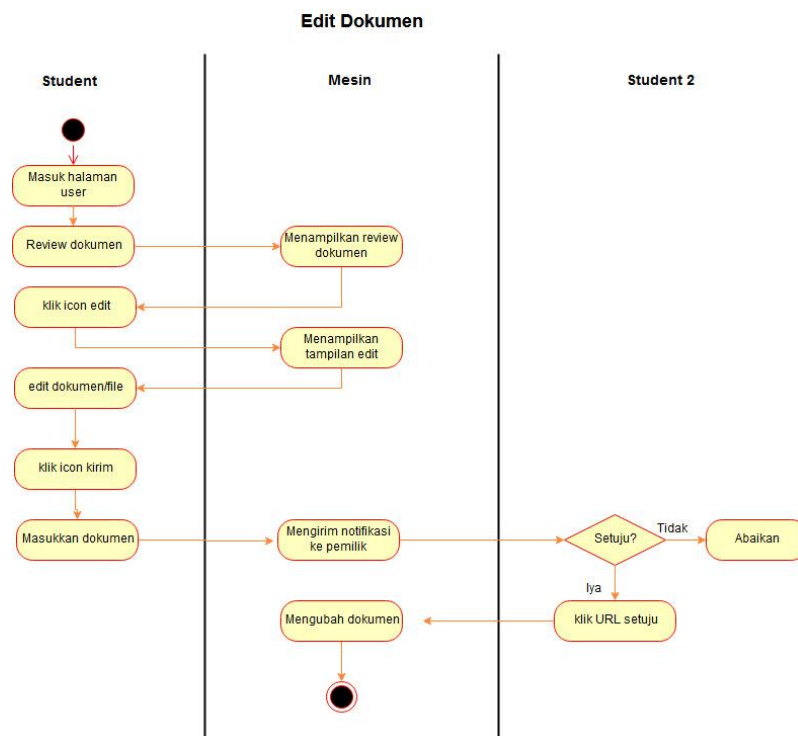 Edit Dokumen
Student
Mesin
Student 2
Masuk halaman
user
Review dokumen
Menampilkan review
dokumen
klik icon edit
Menampilkan
tampilan edit
edit dokumen/file
klik icon kirim
Masukkan dokumen
Mengirim notifikasi
ke pemilik
Setuju?
Tidak
Abaikan
Iya
klik URL setuju
Mengubah dokumen